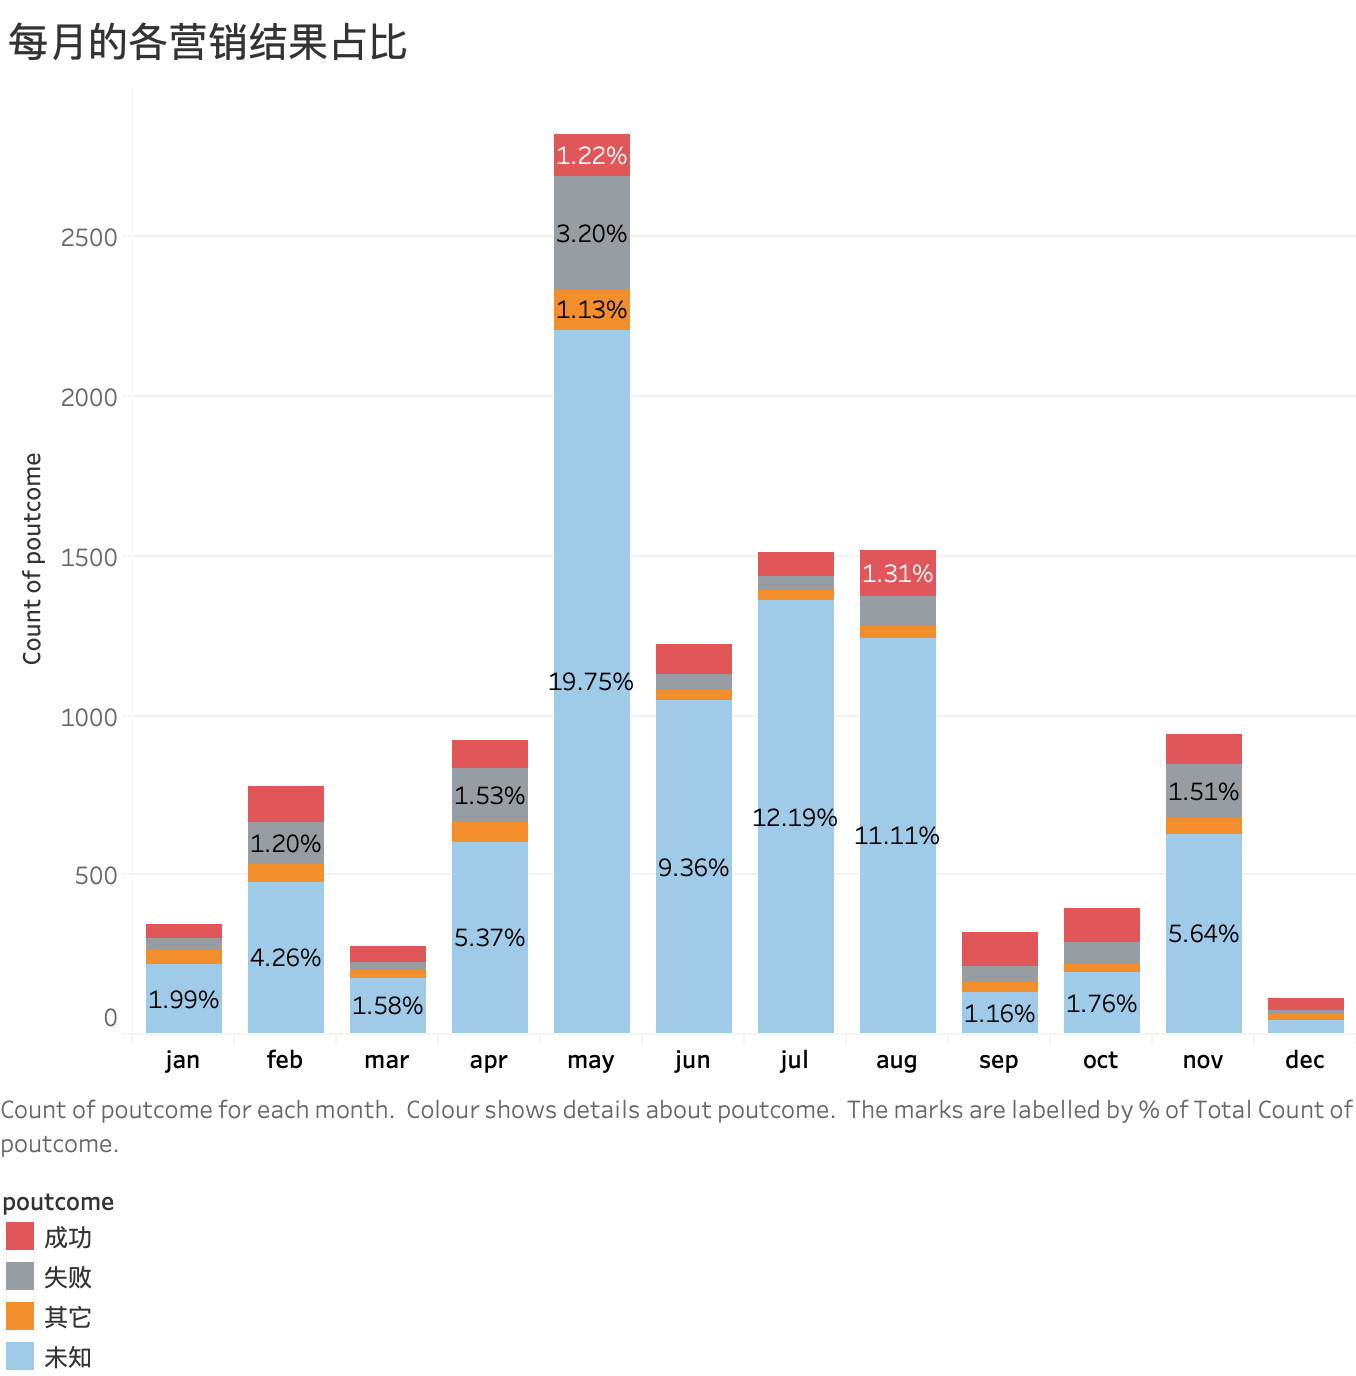 每月的各营销结果占比
Count of poutcome
2500
2000
1500
1000
500
0
1.99%
1.20%
4.26%
1.58%
1.53%
5.37%
1.22%
3.20%
1.13%
19.75%
9.36%
12.19%
1.31%
11.11%
1.16%
1.76%
1.51%
5.64%
jan feb mar apr may jun jul aug sep oct nov dec
Count of poutcome for each month. Colour shows details about poutcome. The marks are labelled by % of Total Count of
poutcome.
poutcome
成功
失败
其它
未知